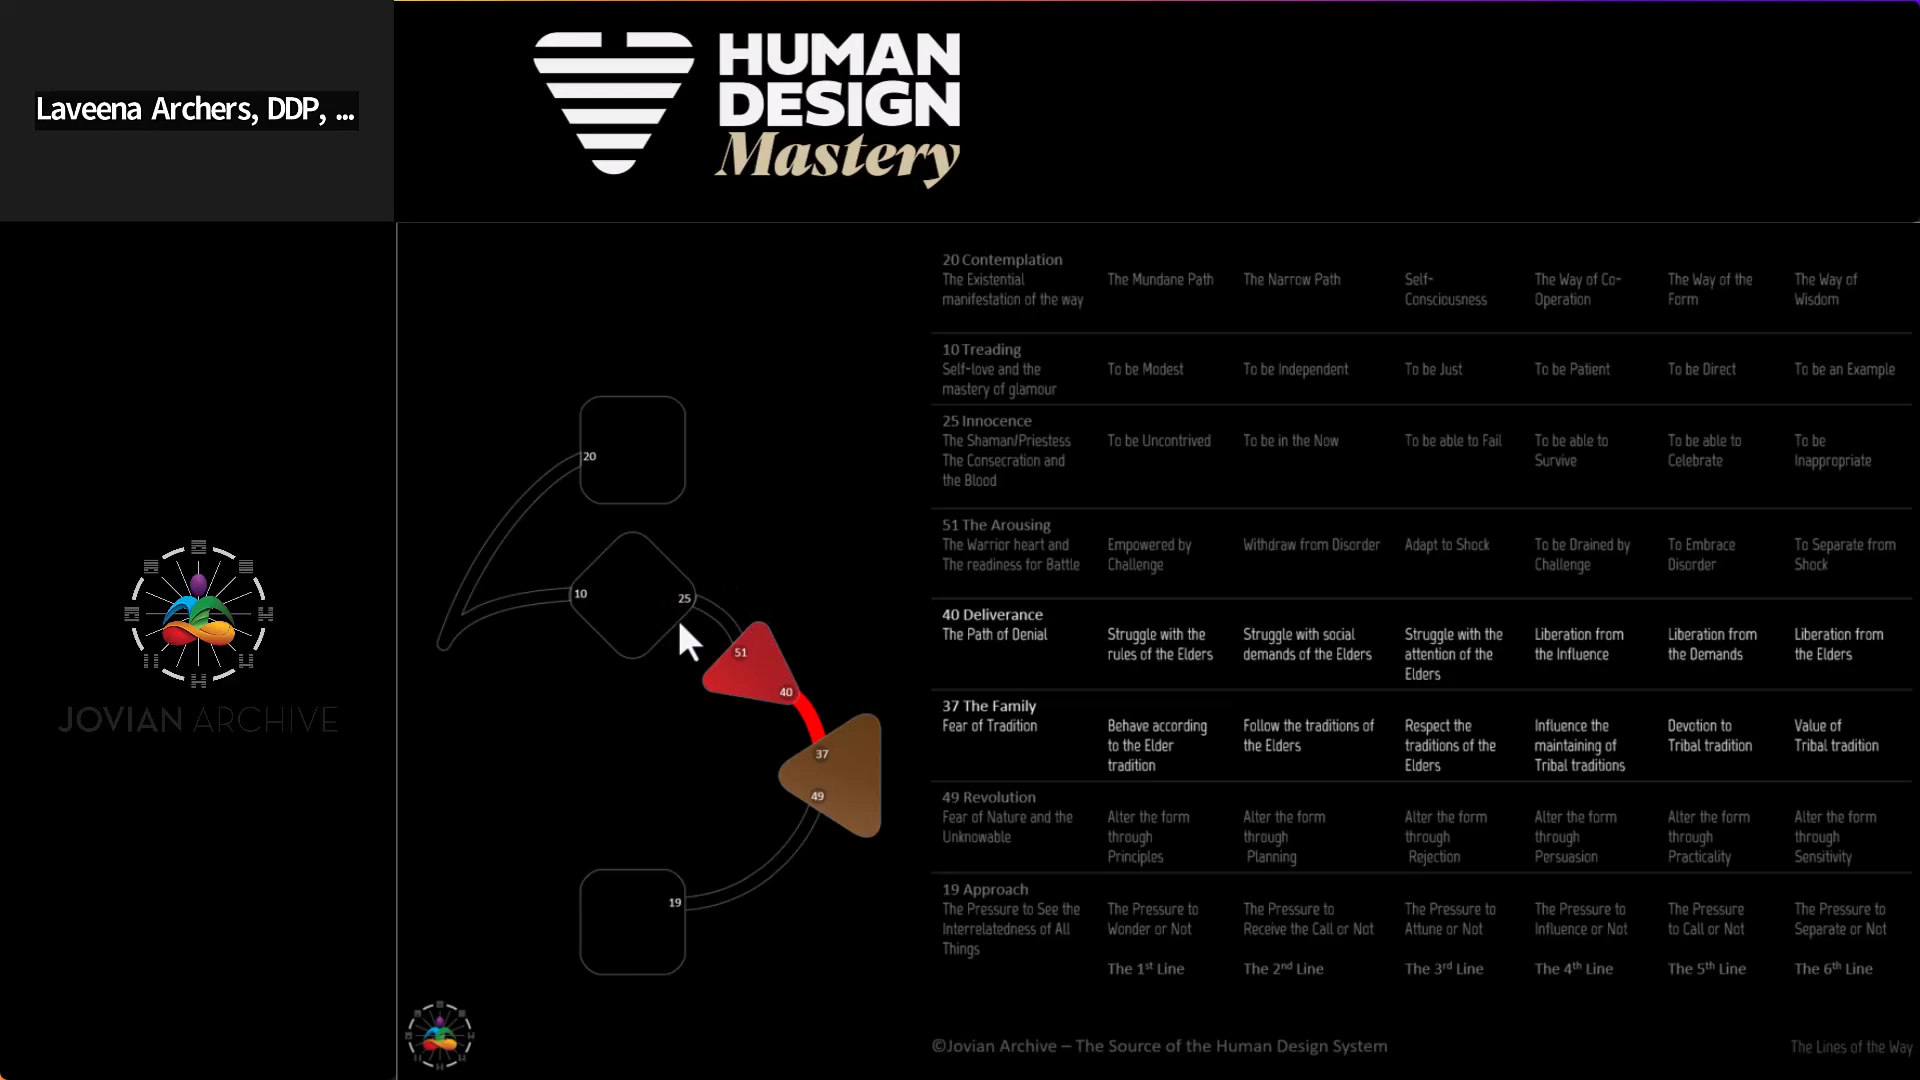 Laveena Archers, DDP, ...
HUMAN
DESIGN
Mastery
JOVIAN ARCHIVE
20
10
25
51
40
37
49
19
20 Contemplation
The Existential
manifestation of the way
The Mundane Path
The Narrow Path
Self-
Consciousness
The Way of Co-
Operation
The Way of the
Form
The Way of
Wisdom
10 Treading
Self-love and the
mastery of glamour
To be Modest
To be Independent
To be Just
To be Patient
To be Direct
To be an Example
25 Innocence
The Shaman/Priestess
The Consecration and
the Blood
To be Uncontrived
To be in the Now
To be able to Fail
To be able to
Survive
To be able to
Celebrate
To be
Inappropriate
51 The Arousing
The Warrior heart and
The readiness for Battle
Empowered by
Challenge
Withdraw from Disorder
Adapt to Shock
To be Drained by
Challenge
To Embrace
Disorder
To Separate from
Shock
40 Deliverance
The Path of Denial
Struggle with the
rules of the Elders
Struggle with social
demands of the Elders
Struggle with the
attention of the
Elders
Liberation from
the Influence
Liberation from
the Demands
Liberation from
the Elders
37 The Family
Fear of Tradition
Behave according
to the Elder
tradition
Follow the traditions of
the Elders
Respect the
traditions of the
Elders
Influence the
maintaining of
Tribal traditions
Devotion to
Tribal tradition
Value of
Tribal tradition
49 Revolution
Fear of Nature and the
Unknowable
Alter the form
through
Principles
Alter the form
through
Planning
Alter the form
through
Rejection
Alter the form
through
Persuasion
Alter the form
through
Practicality
Alter the form
through
Sensitivity
19 Approach
The Pressure to See the
Interrelatedness of All
Things
The Pressure to
Wonder or Not
The Pressure to
Receive the Call or Not
The Pressure to
Attune or Not
The Pressure to
Influence or Not
The Pressure
to Call or Not
The Pressure to
Separate or Not
The 1st Line
The 2nd Line
The 3rd Line
The 4th Line
The 5th Line
The 6th Line
©Jovian Archive – The Source of the Human Design System
The Lines of the Way